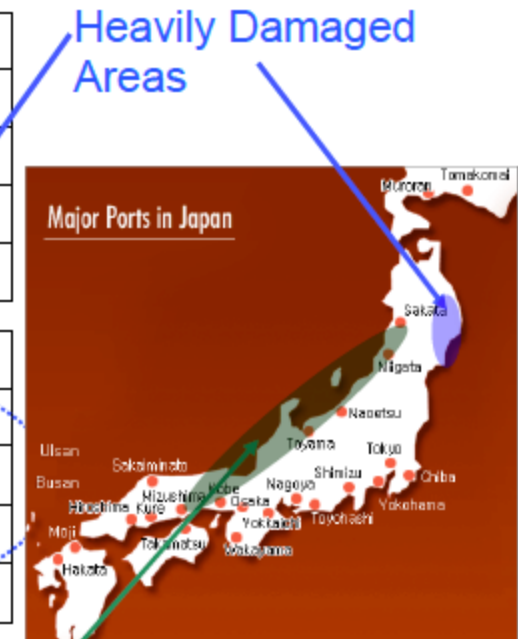 Heavily Damaged
Areas
Tomakomai
Muroran
Major Ports in Japan
Sakata
Niigata
Naoetsu
Toyama
Ulsan
Tokyo
Sakaiminato
Shimizu
Chiba
Busan
Mizushima
Kobe
Nagoya
Yokohama
Hiroshima
Kure
Osaka
Toyohashi
Yokkaichi
Moji
Takamatsu
Wakayama
Hakata